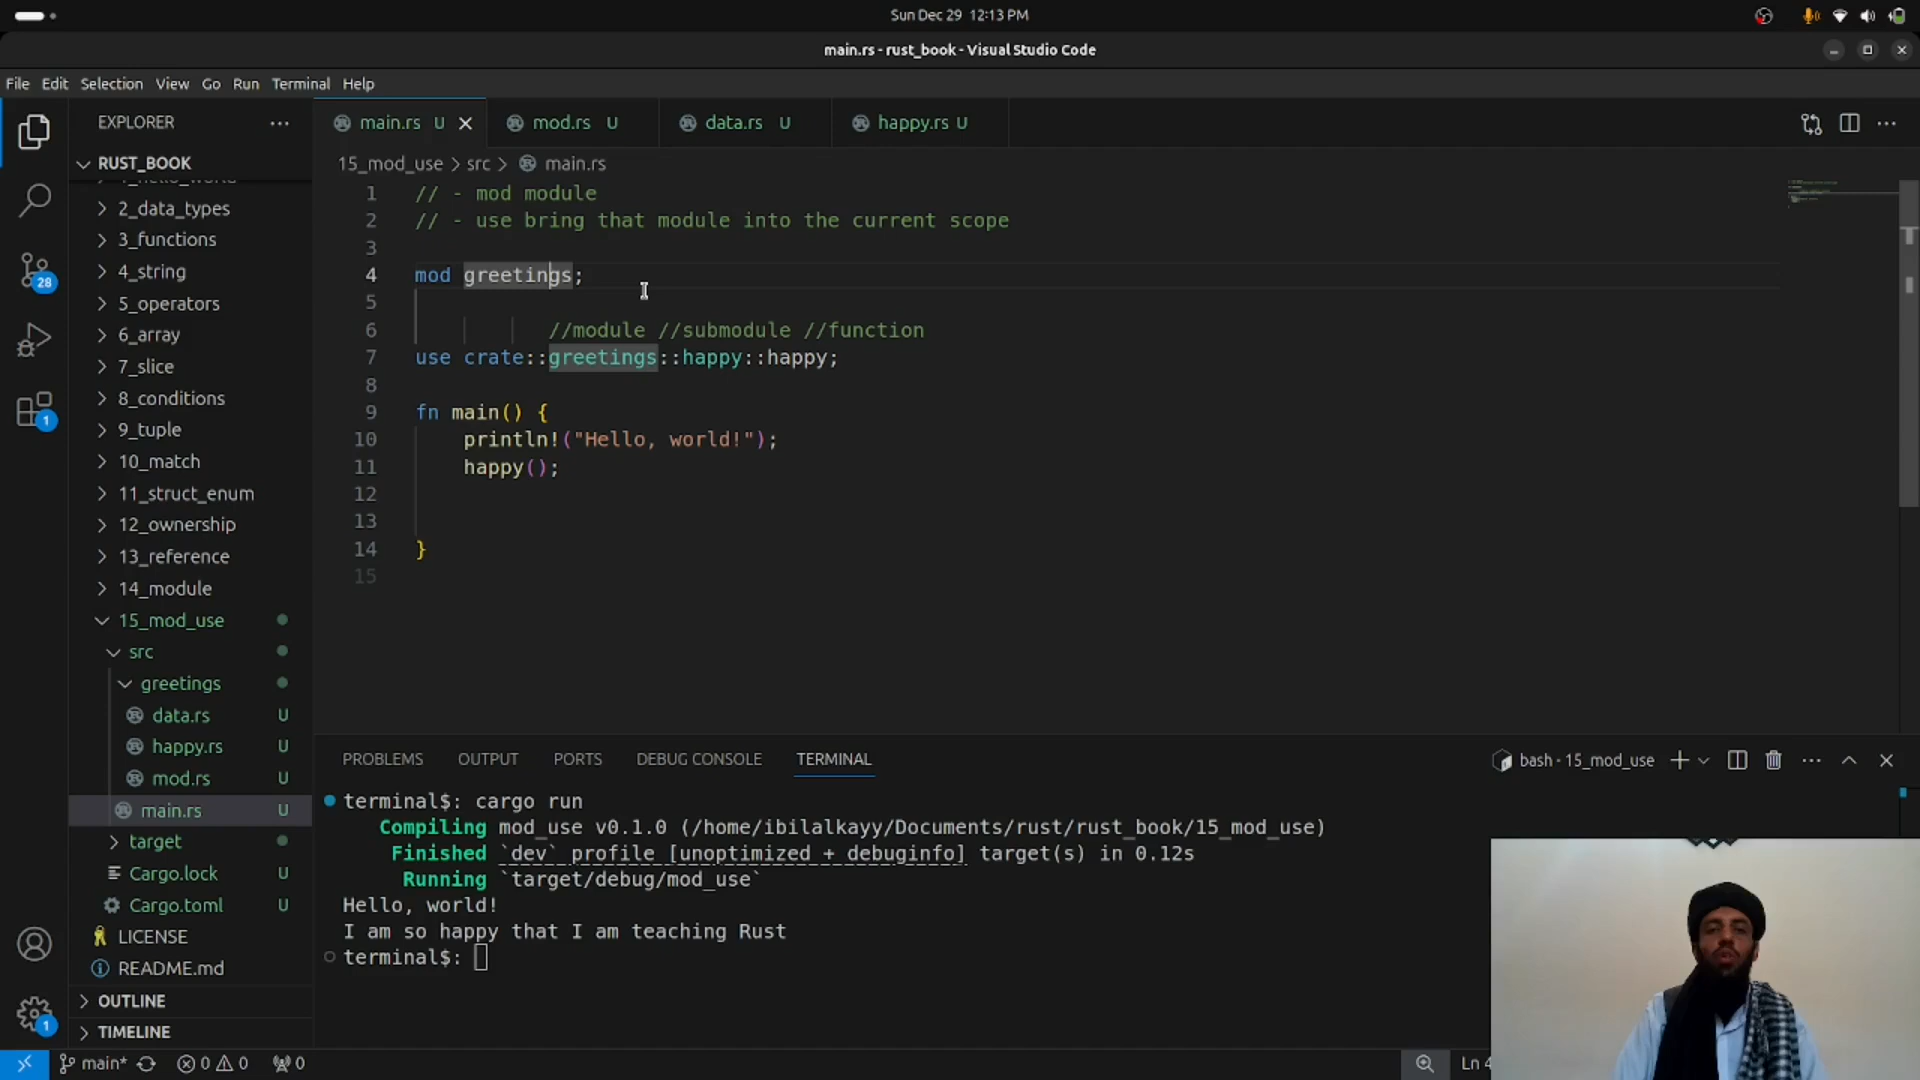 Sun Dec 29 12:13 PM
main.rs - rust_book - Visual Studio Code
File Edit Selection View Go Run Terminal Help
EXPLORER
main.rs U
mod.rs U
data.rs U
happy.rs U
RUST_BOOK
2_data_types
3_functions
4_string
5_operators
6_array
7_slice
8_conditions
9_tuple
10_match
11_struct_enum
12_ownership
13_reference
14_module
15_mod_use
src
greetings
data.rs U
happy.rs U
mod.rs U
main.rs U
target
Cargo.lock U
Cargo.toml U
LICENSE
README.md
OUTLINE
TIMELINE
28
1
1
15_mod_use > src > main.rs
1 // - mod module
2 // - use bring that module into the current scope
3
4 mod greetings;
5
6 //module //submodule //function
7 use crate::greetings::happy::happy;
8
9 fn main() {
10 println!("Hello, world!");
11 happy();
12
13
14 }
15
PROBLEMS OUTPUT PORTS DEBUG CONSOLE TERMINAL
bash - 15_mod_use
terminal$: cargo run
Compiling mod_use v0.1.0 (/home/ibilalkayy/Documents/rust/rust_book/15_mod_use)
Finished `dev` profile [unoptimized + debuginfo] target(s) in 0.12s
Running `target/debug/mod_use`
Hello, world!
I am so happy that I am teaching Rust
terminal$:
main* 0 0 0
Ln 4